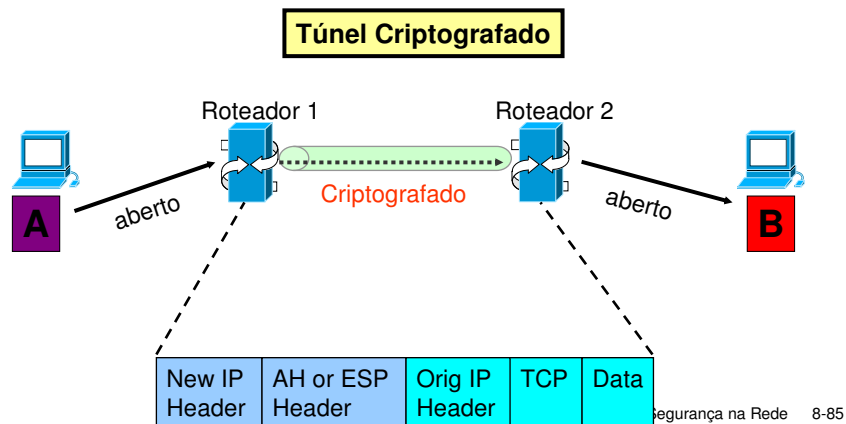 Túnel Criptografado
Roteador 1
Roteador 2
Criptografado
aberto
aberto
A
B
New IP Header
AH or ESP Header
Orig IP Header
TCP
Data
Segurança na Rede 8-85